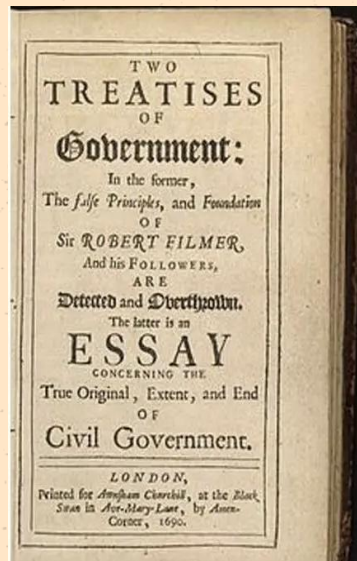 TWO
TREATISES
OF
Government:
In the former,
The false Principles, and Foundation
OF
Sir ROBERT FILMER,
And his FOLLOWERS,
ARE
Detected and Overthrown.
The latter is an
ESSAY
CONCERNING THE
True Original, Extent, and End
OF
Civil Government.
LONDON,
Printed for Awnsham Churchill, at the Black
Swan in Ave-Mary-Lane, by Amen-
Corner, 1690.